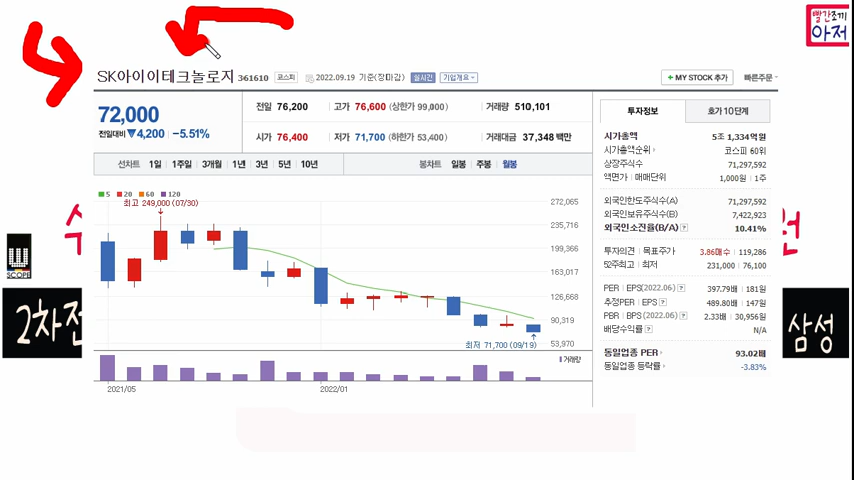 빨간조끼
아저
SK아이이테크놀로지 361610 코스피 2022.09.19 기준(장마감) 실시간 기업개요
+ MY STOCK 추가 빠른주문
72,000
전일대비 ▼4,200 -5.51%
전일 76,200 고가 76,600 (상한가 99,000) 거래량 510,101
시가 76,400 저가 71,700 (하한가 53,400) 거래대금 37,348 백만
선차트 1일 1주일 3개월 1년 3년 5년 10년 봉차트 일봉 주봉 월봉
5 20 60 120
최고 249,000 (07/30)
272,065
235,716
199,366
163,017
126,668
90,319
53,970
최저 71,700 (09/19)
거래량
2021/05 2022/01
투자정보 호가 10단계
시가총액 5조 1,334억원
시가총액순위 코스피 60위
상장주식수 71,297,592
액면가 매매단위 1,000원 1주
외국인한도주식수(A) 71,297,592
외국인보유주식수(B) 7,422,923
외국인소진율(B/A) ? 10.41%
투자의견 목표주가 3.86매수 119,286
52주최고 최저 231,000 76,100
PER EPS(2022.06) ? 397.79배 181원
추정PER EPS ? 489.80배 147원
PBR BPS (2022.06) ? 2.33배 30,956원
배당수익률 ? N/A
동일업종 PER 93.02배
동일업종 등락률 -3.83%
SCOPE
2차전
삼성